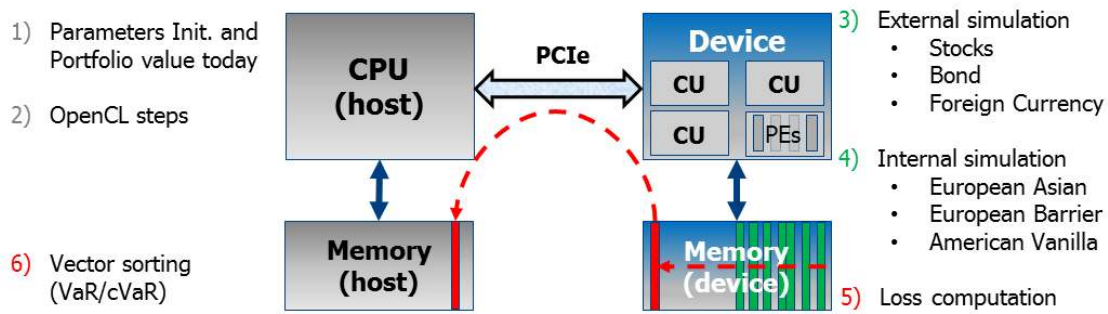 1) Parameters Init. and
Portfolio value today
2) OpenCL steps
6) Vector sorting
(VaR/cVaR)
CPU
(host)
PCIe
Device
CU CU
CU PEs
Memory
(host)
Memory
(device)
3) External simulation
• Stocks
• Bond
• Foreign Currency
4) Internal simulation
• European Asian
• European Barrier
• American Vanilla
5) Loss computation